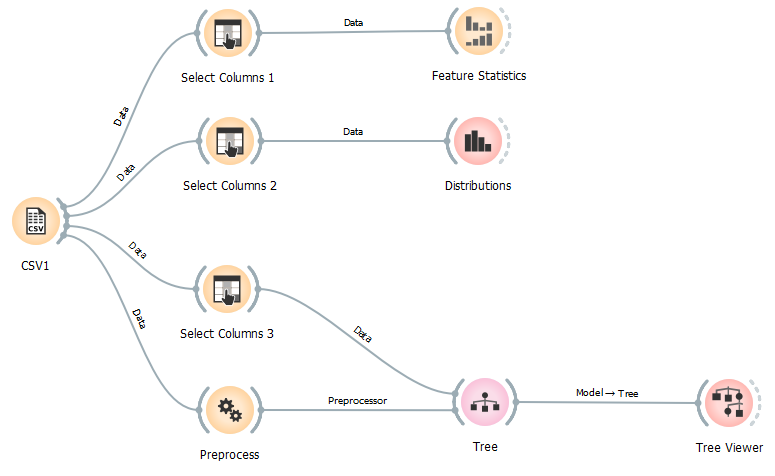 Data
Select Columns 1
Feature Statistics
Data
Data
Select Columns 2
Distributions
Data
CSV
CSV1
Data
Select Columns 3
Data
Data
Preprocessor
Preprocess
Tree
Model → Tree
Tree Viewer